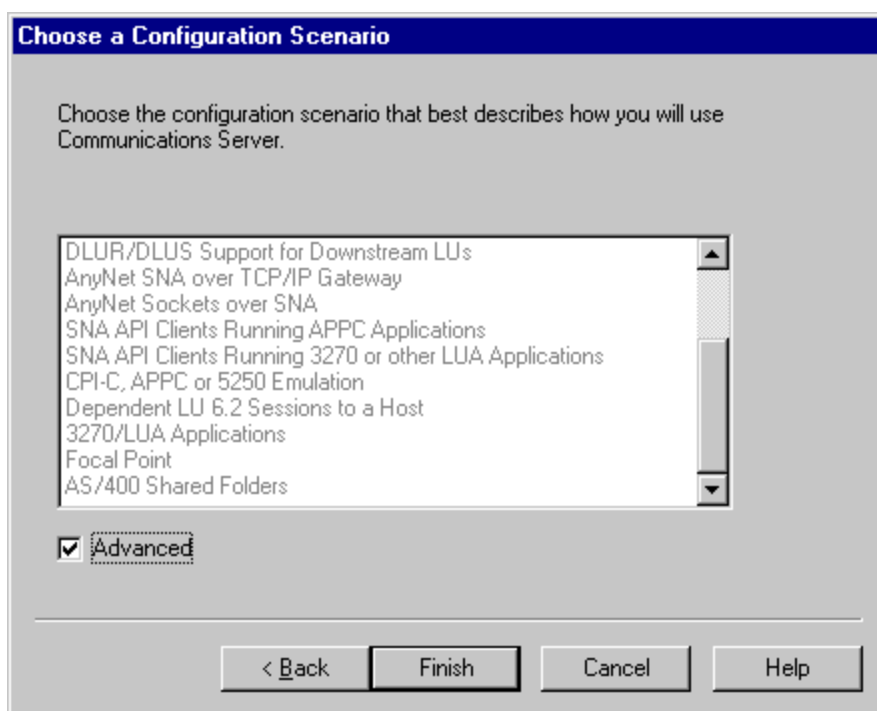 Choose a Configuration Scenario
Choose the configuration scenario that best describes how you will use
Communications Server.
DLUR/DLUS Support for Downstream LUs
AnyNet SNA over TCP/IP Gateway
AnyNet Sockets over SNA
SNA API Clients Running APPC Applications
SNA API Clients Running 3270 or other LUA Applications
CPI-C, APPC or 5250 Emulation
Dependent LU 6.2 Sessions to a Host
3270/LUA Applications
Focal Point
AS/400 Shared Folders
Advanced
< Back Finish Cancel Help